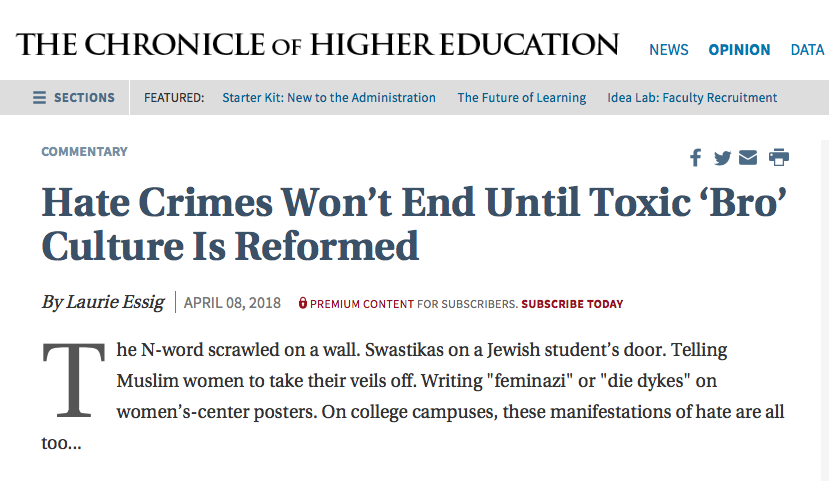 THE CHRONICLE OF HIGHER EDUCATION
NEWS OPINION DATA
SECTIONS FEATURED: Starter Kit: New to the Administration The Future of Learning Idea Lab: Faculty Recruitment
COMMENTARY
Hate Crimes Won’t End Until Toxic ‘Bro’
Culture Is Reformed
By Laurie Essig APRIL 08, 2018 PREMIUM CONTENT FOR SUBSCRIBERS. SUBSCRIBE TODAY
The N-word scrawled on a wall. Swastikas on a Jewish student’s door. Telling
Muslim women to take their veils off. Writing "feminazi" or "die dykes" on
women’s-center posters. On college campuses, these manifestations of hate are all
too...